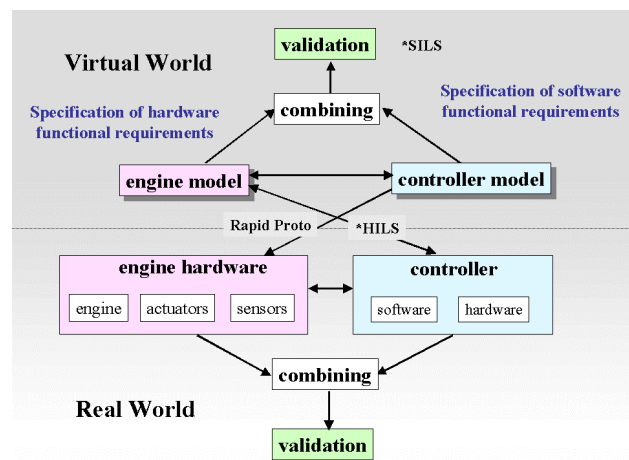 validation
*SILS
Virtual World
Specification of hardware
functional requirements
combining
Specification of software
functional requirements
engine model
controller model
Rapid Proto
*HILS
engine hardware
engine
actuators
sensors
controller
software
hardware
combining
Real World
validation